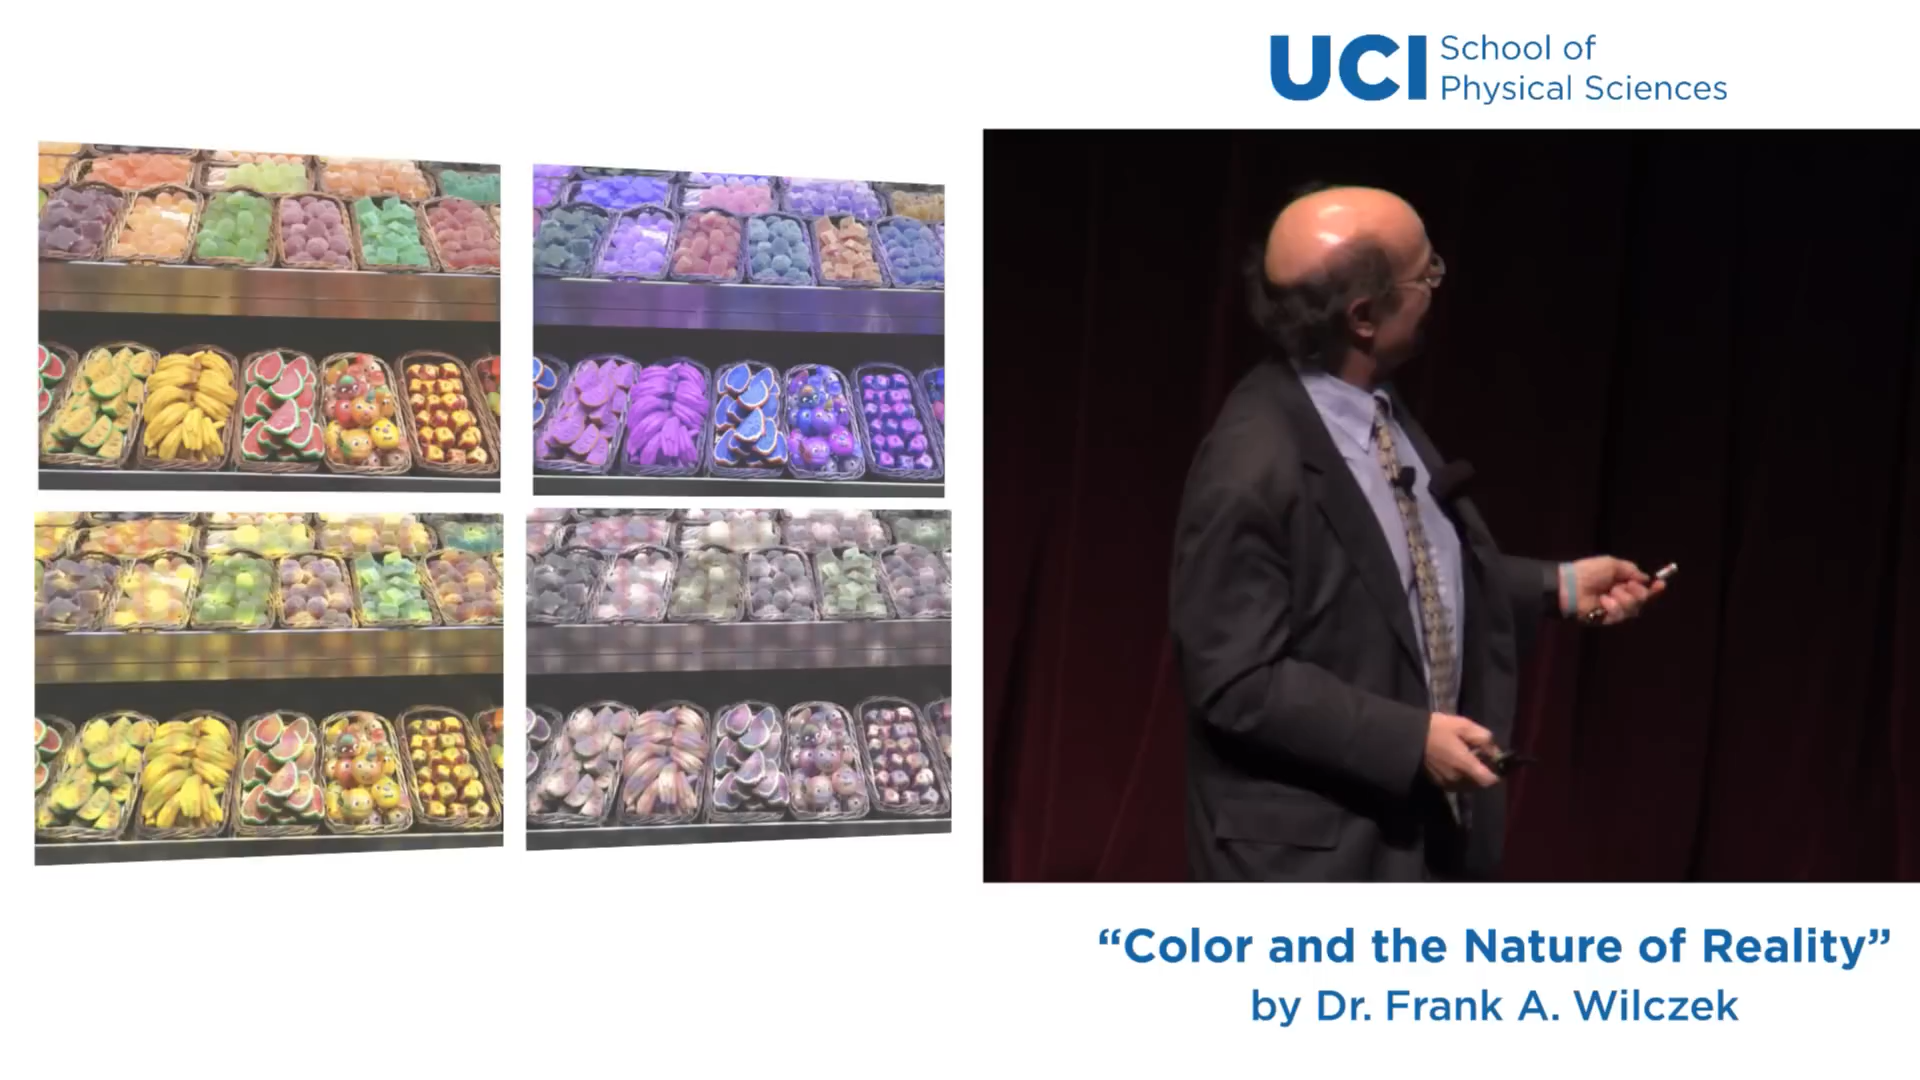 UCI School of
Physical Sciences
“Color and the Nature of Reality”
by Dr. Frank A. Wilczek